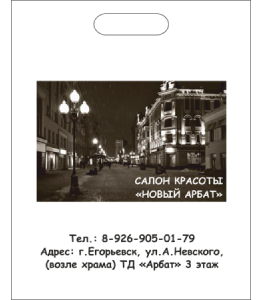 САЛОН КРАСОТЫ
«НОВЫЙ АРБАТ»
Тел.: 8-926-905-01-79
Адрес: г.Егорьевск, ул.А.Невского,
(возле храма) ТД «Арбат» 3 этаж